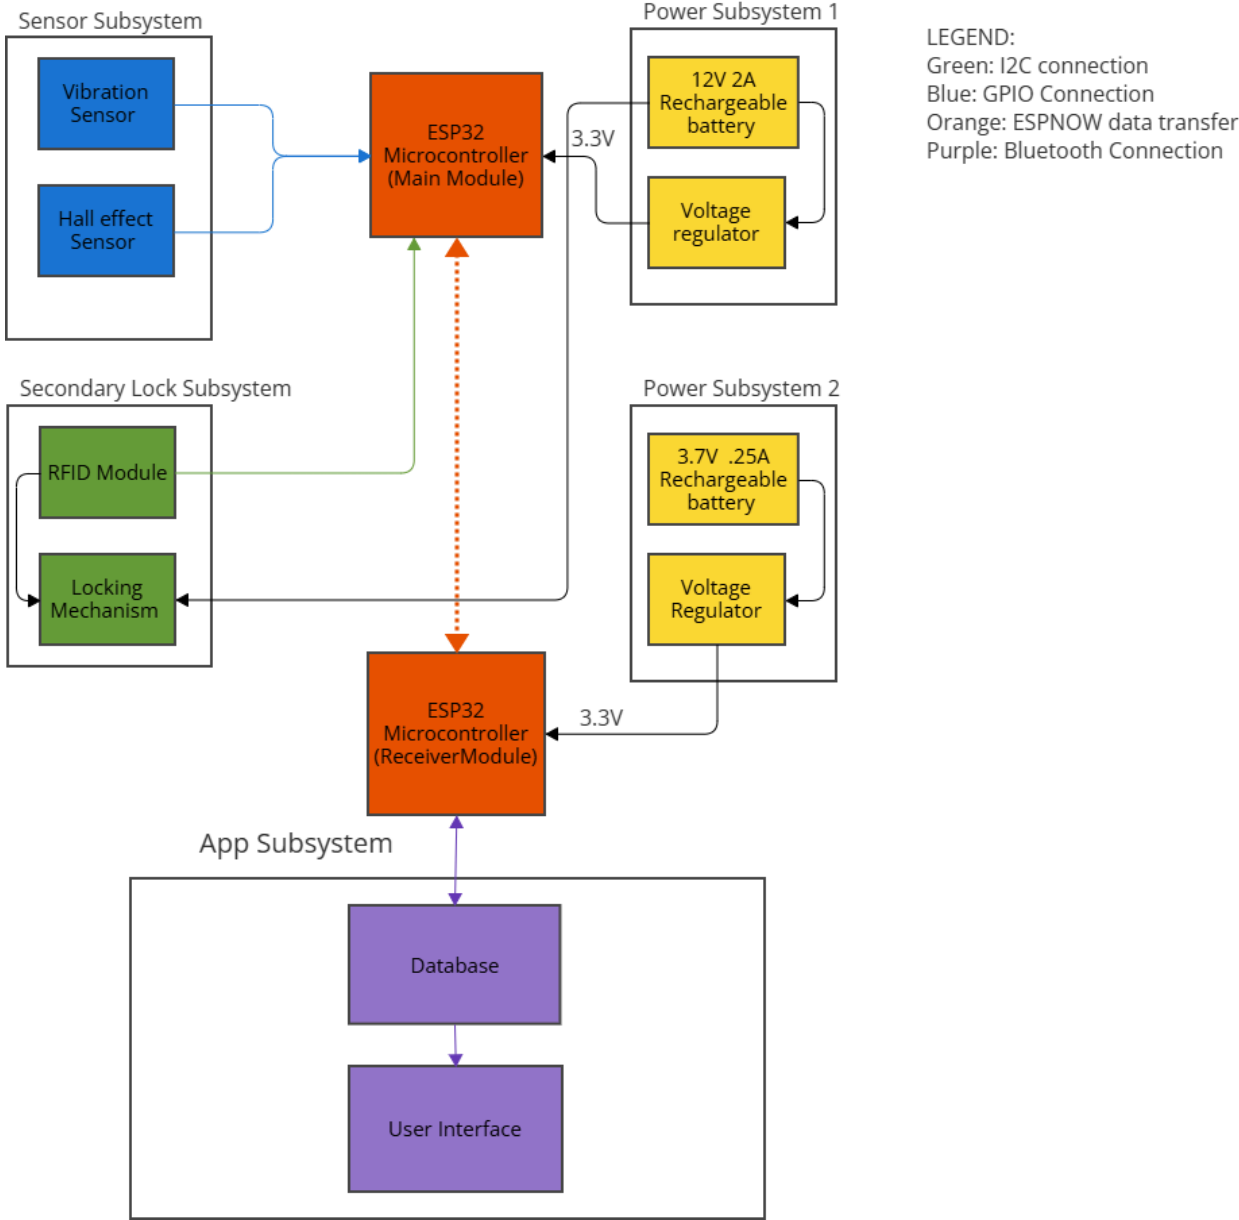 Sensor Subsystem
Vibration
Sensor
Hall effect
Sensor
ESP32
Microcontroller
(Main Module)
Power Subsystem 1
12V 2A
Rechargeable
battery
3.3V
Voltage
regulator
LEGEND:
Green: I2C connection
Blue: GPIO Connection
Orange: ESPNOW data transfer
Purple: Bluetooth Connection
Secondary Lock Subsystem
RFID Module
Locking
Mechanism
Power Subsystem 2
3.7V .25A
Rechargeable
battery
Voltage
Regulator
ESP32
Microcontroller
(ReceiverModule)
3.3V
App Subsystem
Database
User Interface